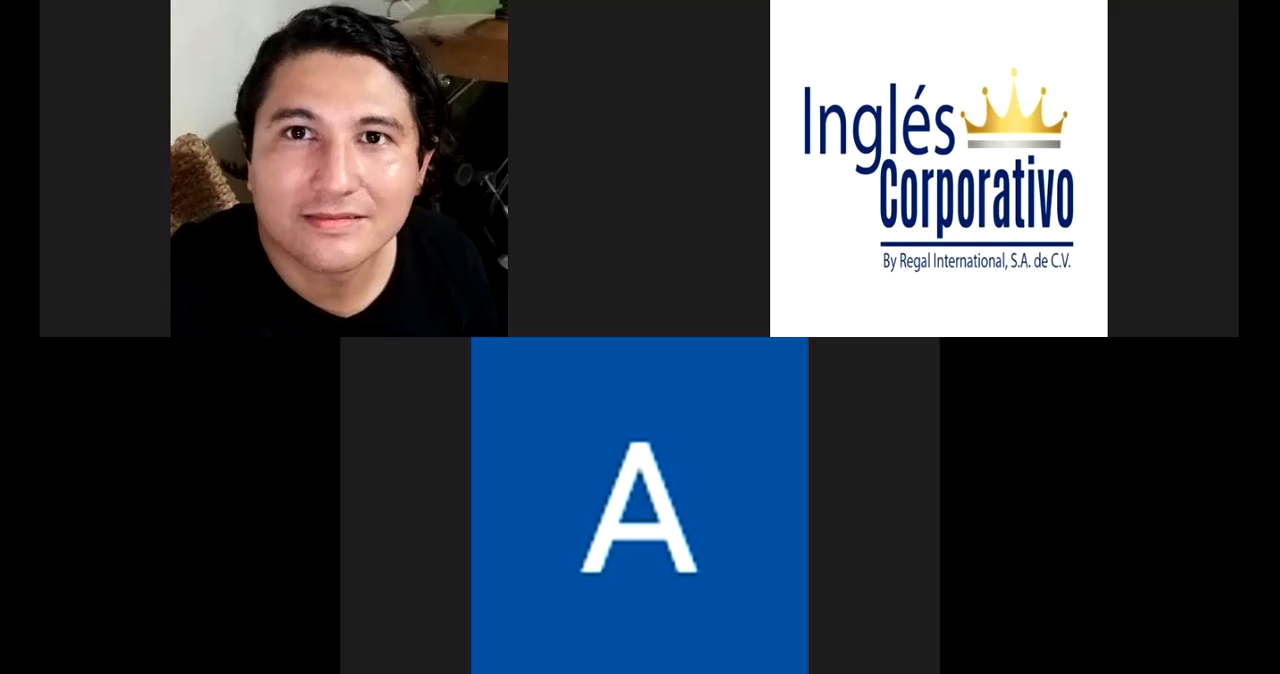 Inglés
Corporativo
By Regal International, S.A. de C.V.
A